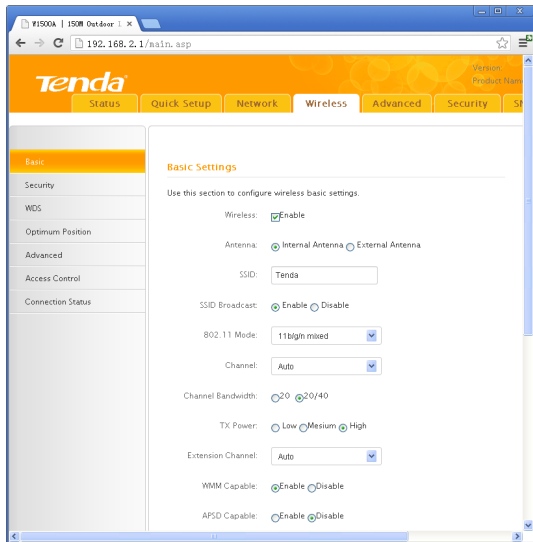 W1500A | 150M Outdoor
192.168.2.1/main.asp
Tenda
Version
Product Name
Status Quick Setup Network Wireless Advanced Security
Basic
Security
WDS
Optimum Position
Advanced
Access Control
Connection Status
Basic Settings
Use this section to configure wireless basic settings.
Wireless: Enable
Antenna: Internal Antenna External Antenna
SSID: Tenda
SSID Broadcast: Enable Disable
802.11 Mode: 11b/g/n mixed
Channel: Auto
Channel Bandwidth: 20 20/40
TX Power: Low Mesium High
Extension Channel: Auto
WMM Capable: Enable Disable
APSD Capable: Enable Disable